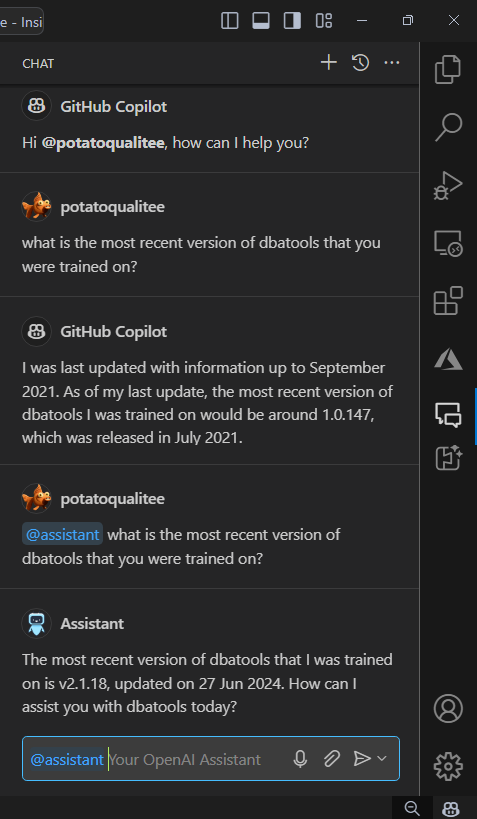 e - Insi
CHAT
GitHub Copilot
Hi @potatoqualitee, how can I help you?
potatoqualitee
what is the most recent version of dbatools that you
were trained on?
GitHub Copilot
I was last updated with information up to September
2021. As of my last update, the most recent version of
dbatools I was trained on would be around 1.0.147,
which was released in July 2021.
potatoqualitee
@assistant what is the most recent version of
dbatools that you were trained on?
Assistant
The most recent version of dbatools that I was trained
on is v2.1.18, updated on 27 Jun 2024. How can I
assist you with dbatools today?
@assistant Your OpenAI Assistant